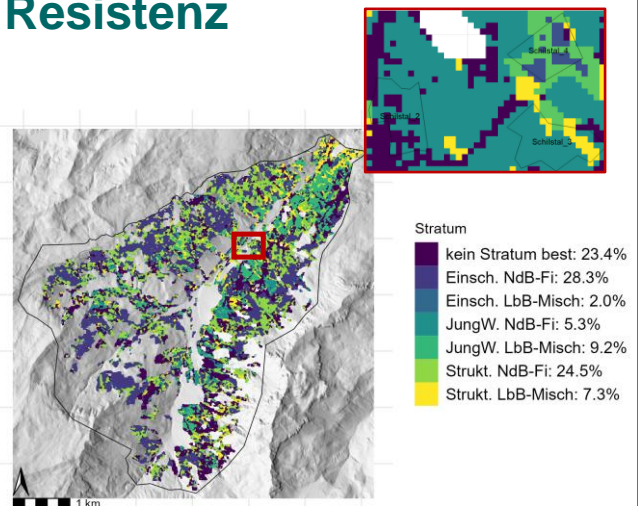 Resistenz
Schilstal_4
Schilstal_2
Schilstal_3
Stratum
kein Stratum best: 23.4%
Einsch. NdB-Fi: 28.3%
Einsch. LbB-Misch: 2.0%
JungW. NdB-Fi: 5.3%
JungW. LbB-Misch: 9.2%
Strukt. NdB-Fi: 24.5%
Strukt. LbB-Misch: 7.3%
1 km